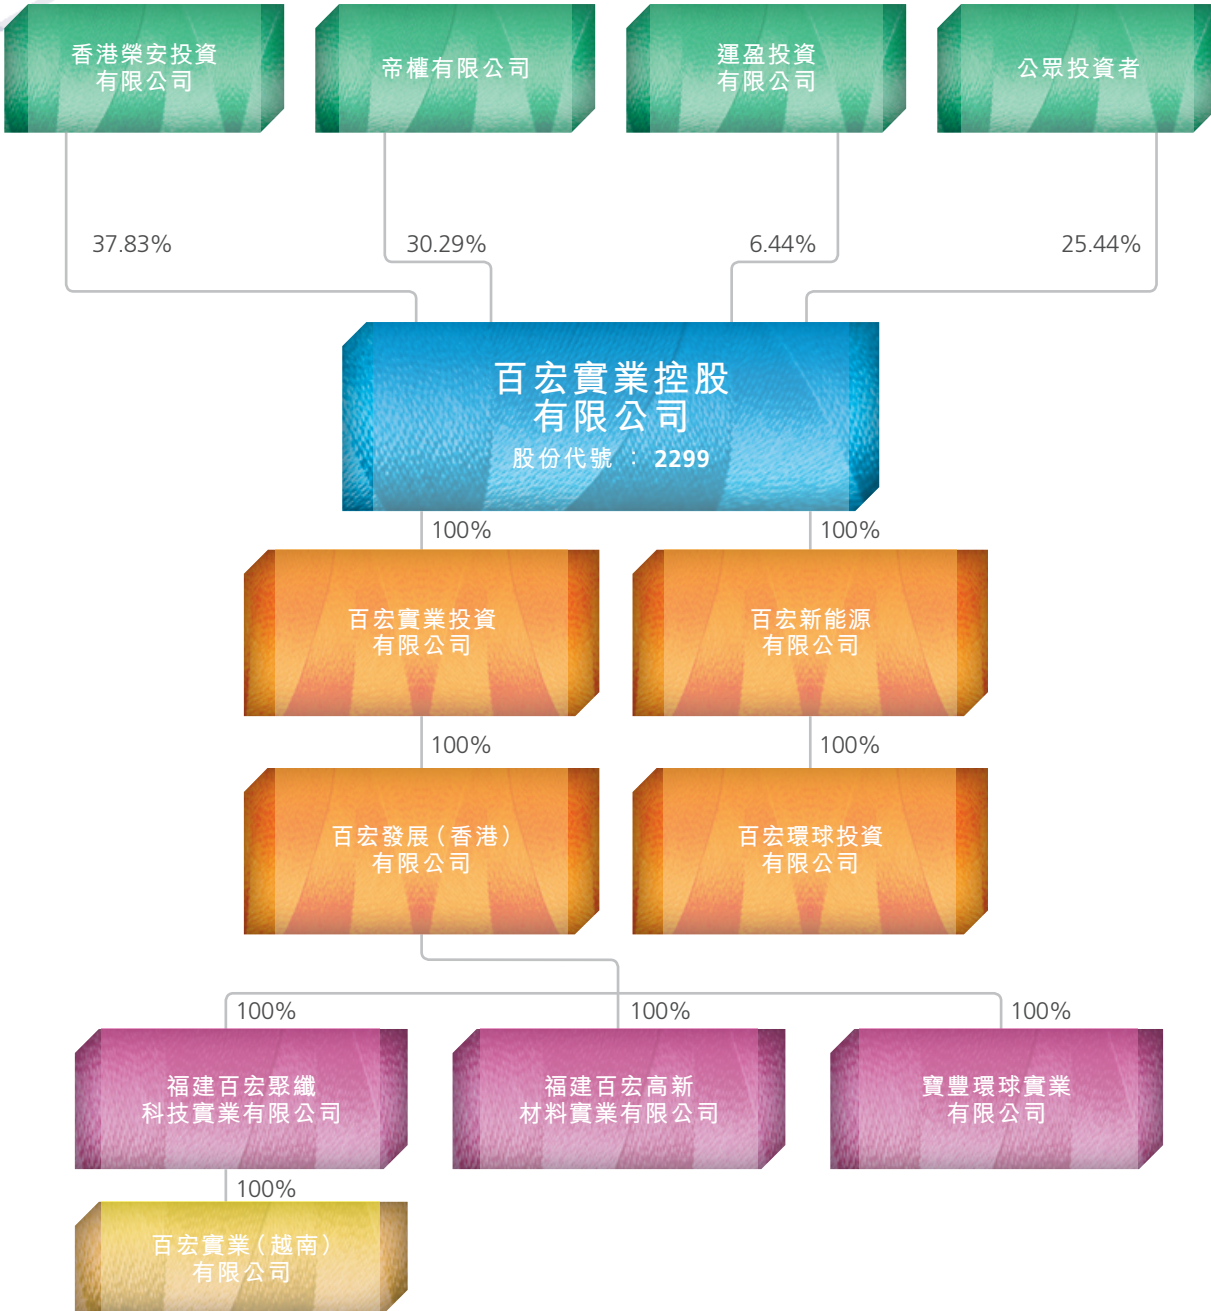 香港榮安投資
有限公司
帝權有限公司
運盈投資
有限公司
公眾投資者
37.83%
30.29%
6.44%
25.44%
百宏實業控股
有限公司
股份代號 : 2299
100%
100%
百宏實業投資
有限公司
百宏新能源
有限公司
100%
100%
百宏發展(香港)
有限公司
百宏環球投資
有限公司
100%
100%
100%
福建百宏聚纖
科技實業有限公司
福建百宏高新
材料實業有限公司
寶豐環球實業
有限公司
100%
百宏實業(越南)
有限公司